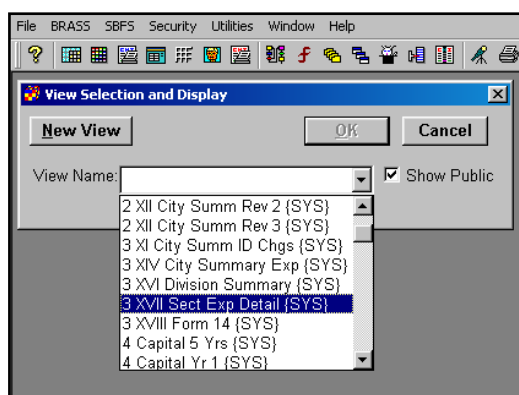 File BRASS SBFS Security Utilities Window Help
View Selection and Display
New View OK Cancel
View Name: Show Public
2 XII City Summ Rev 2 {SYS}
2 XII City Summ Rev 3 {SYS}
3 XI City Summ ID Chgs {SYS}
3 XIV City Summary Exp {SYS}
3 XVI Division Summary {SYS}
3 XVII Sect Exp Detail {SYS}
3 XVIII Form 14 {SYS}
4 Capital 5 Yrs {SYS}
4 Capital Yr 1 {SYS}